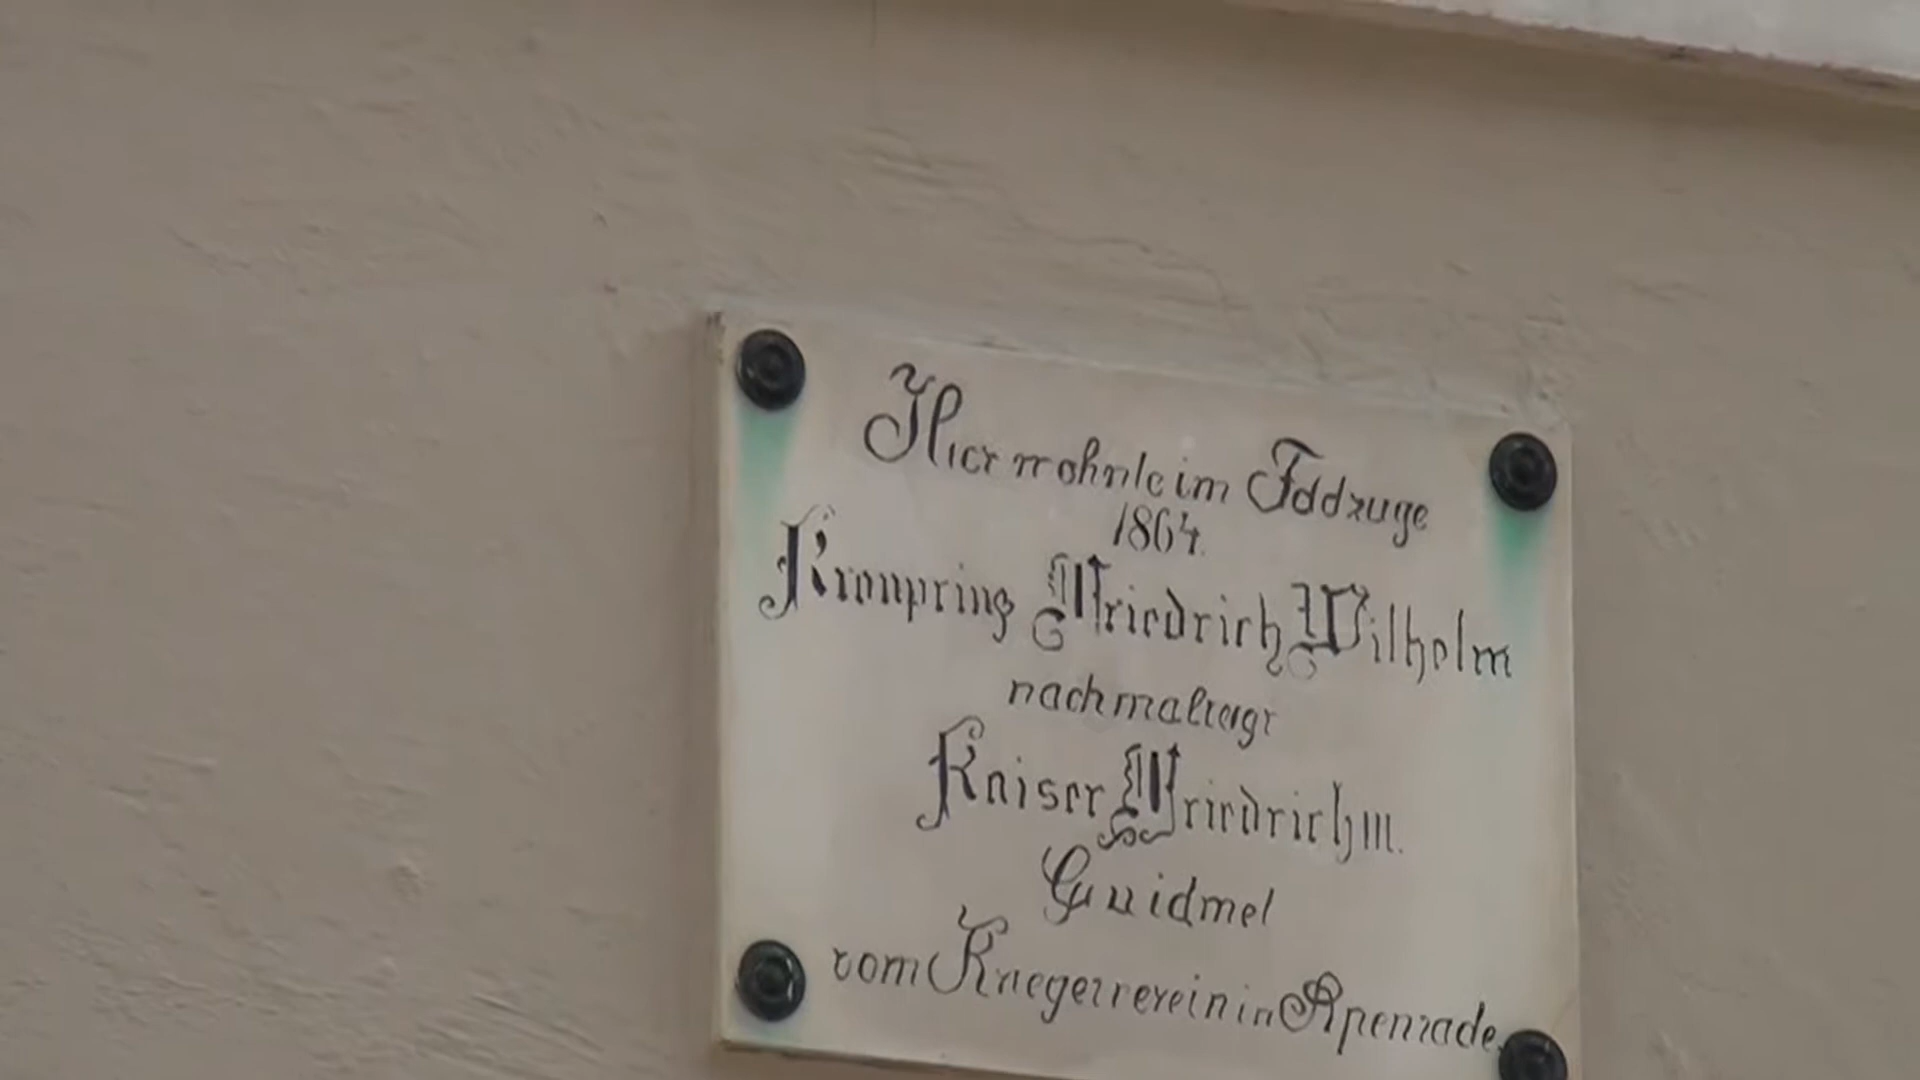 Hier wohnte im Feldzuge
1864.
Kronprinz Friedrich Wilhelm
nachmaliger
Kaiser Friedrich III.
Gewidmet
vom Kriegerverein in Apenrade.